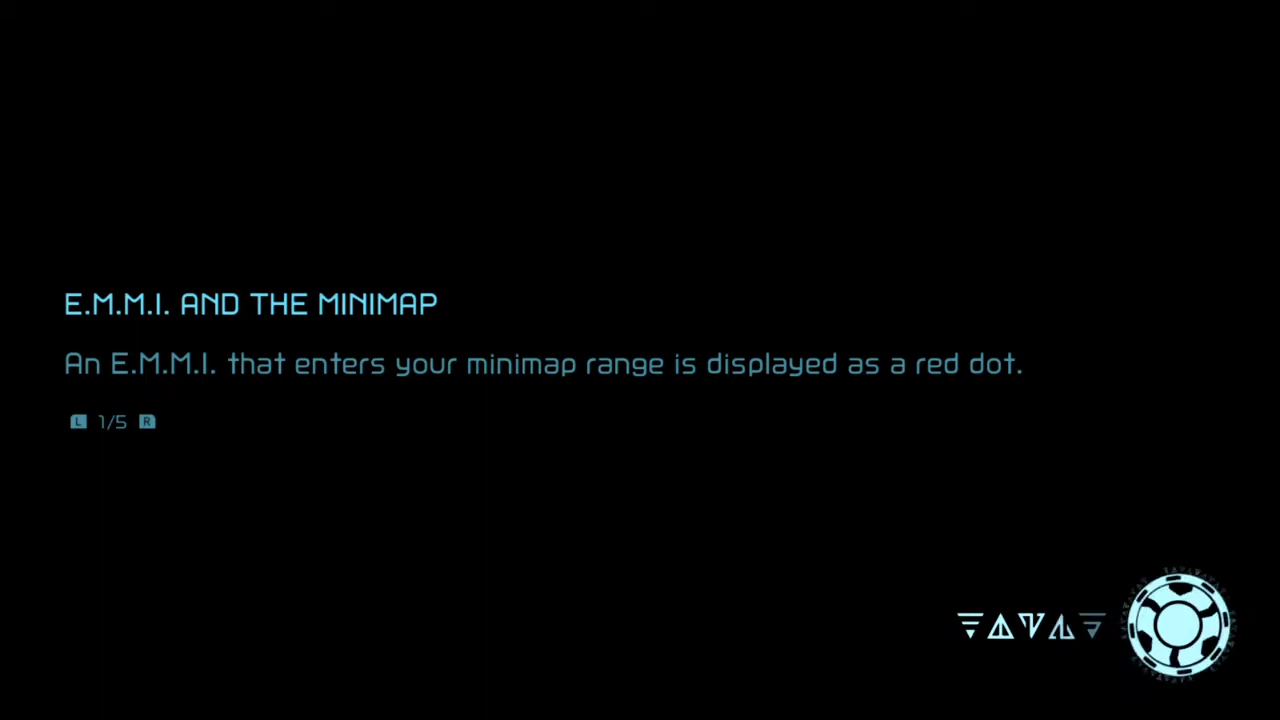 E.M.M.I. AND THE MINIMAP
An E.M.M.I. that enters your minimap range is displayed as a red dot.
L 1/5 R